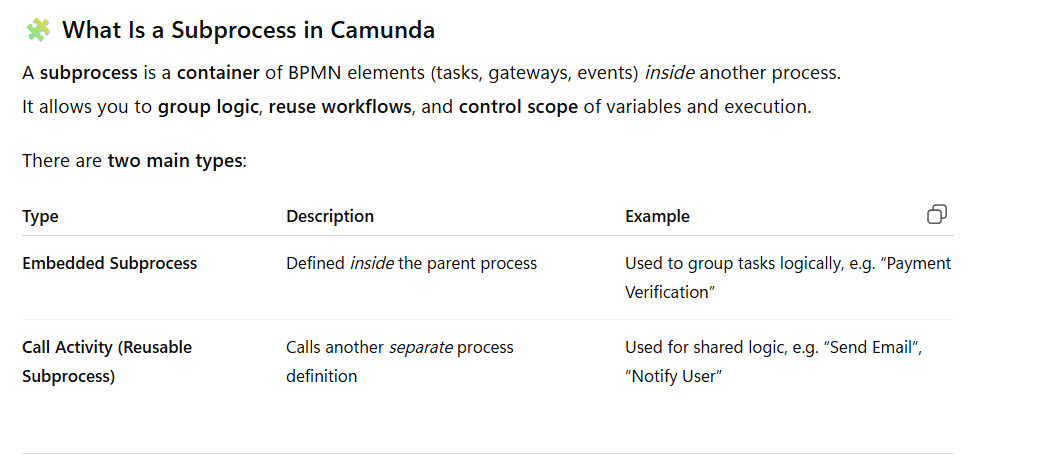 What Is a Subprocess in Camunda
A subprocess is a container of BPMN elements (tasks, gateways, events) inside another process.
It allows you to group logic, reuse workflows, and control scope of variables and execution.
There are two main types:
Type Description Example
Embedded Subprocess Defined inside the parent process Used to group tasks logically, e.g. “Payment
Verification”
Call Activity (Reusable Calls another separate process Used for shared logic, e.g. “Send Email”,
Subprocess) definition “Notify User”